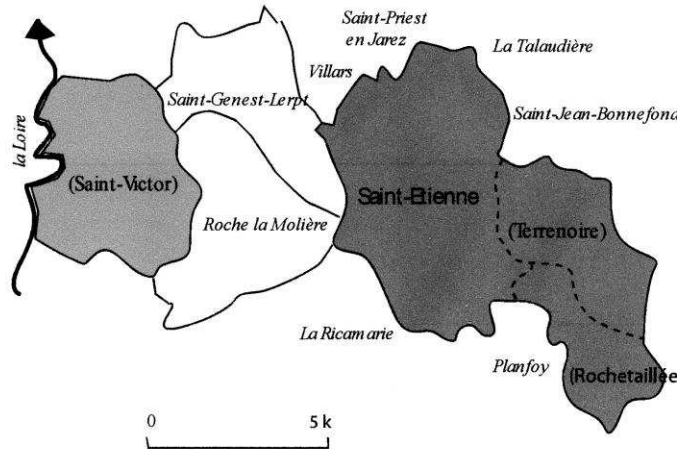 Saint-Priest
en Jarez
La Talaudière
Villars
Saint-Genest-Lerpt
Saint-Jean-Bonnefond
la Loire
(Saint-Victor)
Saint-Etienne
Roche la Molière
(Terrenoire)
La Ricamarie
Planfoy
(Rochetaillée
0
5 k